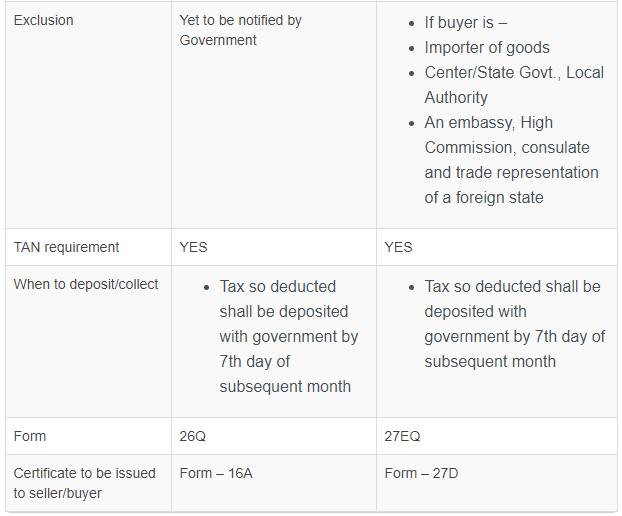 Exclusion
Yet to be notified by
Government
• If buyer is –
• Importer of goods
• Center/State Govt., Local
Authority
• An embassy, High
Commission, consulate
and trade representation
of a foreign state
TAN requirement
YES
YES
When to deposit/collect
• Tax so deducted
shall be deposited
with government by
7th day of
subsequent month
• Tax so deducted shall be
deposited with
government by 7th day of
subsequent month
Form
26Q
27EQ
Certificate to be issued
to seller/buyer
Form – 16A
Form – 27D